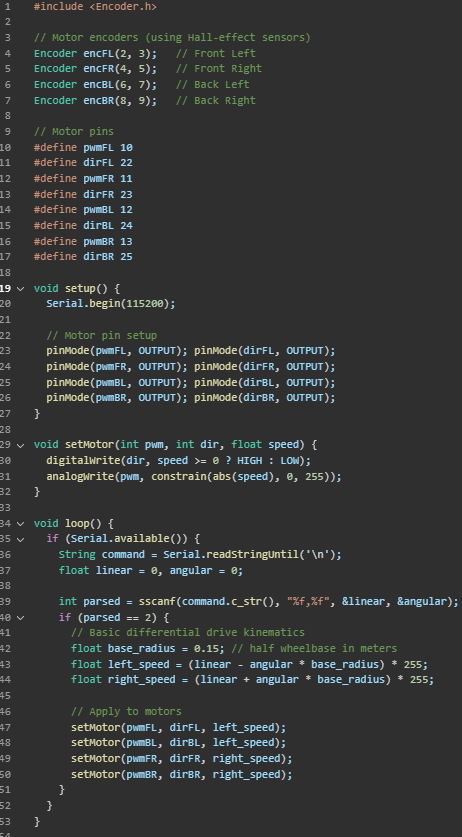 1 #include <Encoder.h>
2
3 // Motor encoders (using Hall-effect sensors)
4 Encoder encFL(2, 3);   // Front Left
5 Encoder encFR(4, 5);   // Front Right
6 Encoder encBL(6, 7);   // Back Left
7 Encoder encBR(8, 9);   // Back Right
8
9 // Motor pins
10 #define pwmFL 10
11 #define dirFL 22
12 #define pwmFR 11
13 #define dirFR 23
14 #define pwmBL 12
15 #define dirBL 24
16 #define pwmBR 13
17 #define dirBR 25
18
19 void setup() {
20   Serial.begin(115200);
21
22   // Motor pin setup
23   pinMode(pwmFL, OUTPUT); pinMode(dirFL, OUTPUT);
24   pinMode(pwmFR, OUTPUT); pinMode(dirFR, OUTPUT);
25   pinMode(pwmBL, OUTPUT); pinMode(dirBL, OUTPUT);
26   pinMode(pwmBR, OUTPUT); pinMode(dirBR, OUTPUT);
27 }
28
29 void setMotor(int pwm, int dir, float speed) {
30   digitalWrite(dir, speed >= 0 ? HIGH : LOW);
31   analogWrite(pwm, constrain(abs(speed), 0, 255));
32 }
33
34 void loop() {
35   if (Serial.available()) {
36     String command = Serial.readStringUntil('\n');
37     float linear = 0, angular = 0;
38
39     int parsed = sscanf(command.c_str(), "%f,%f", &linear, &angular);
40     if (parsed == 2) {
41       // Basic differential drive kinematics
42       float base_radius = 0.15; // half wheelbase in meters
43       float left_speed = (linear - angular * base_radius) * 255;
44       float right_speed = (linear + angular * base_radius) * 255;
45
46       // Apply to motors
47       setMotor(pwmFL, dirFL, left_speed);
48       setMotor(pwmBL, dirBL, left_speed);
49       setMotor(pwmFR, dirFR, right_speed);
50       setMotor(pwmBR, dirBR, right_speed);
51     }
52   }
53 }
54